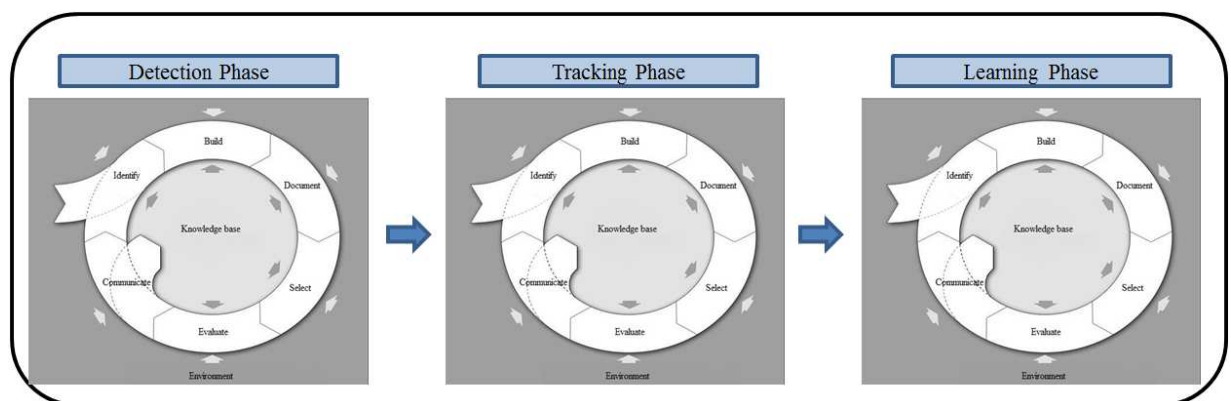 Detection Phase
Tracking Phase
Learning Phase
Build
Identify
Document
Knowledge base
Communicate
Select
Evaluate
Environment
Build
Identify
Document
Knowledge base
Communicate
Select
Evaluate
Environment
Build
Identify
Document
Knowledge base
Communicate
Select
Evaluate
Environment